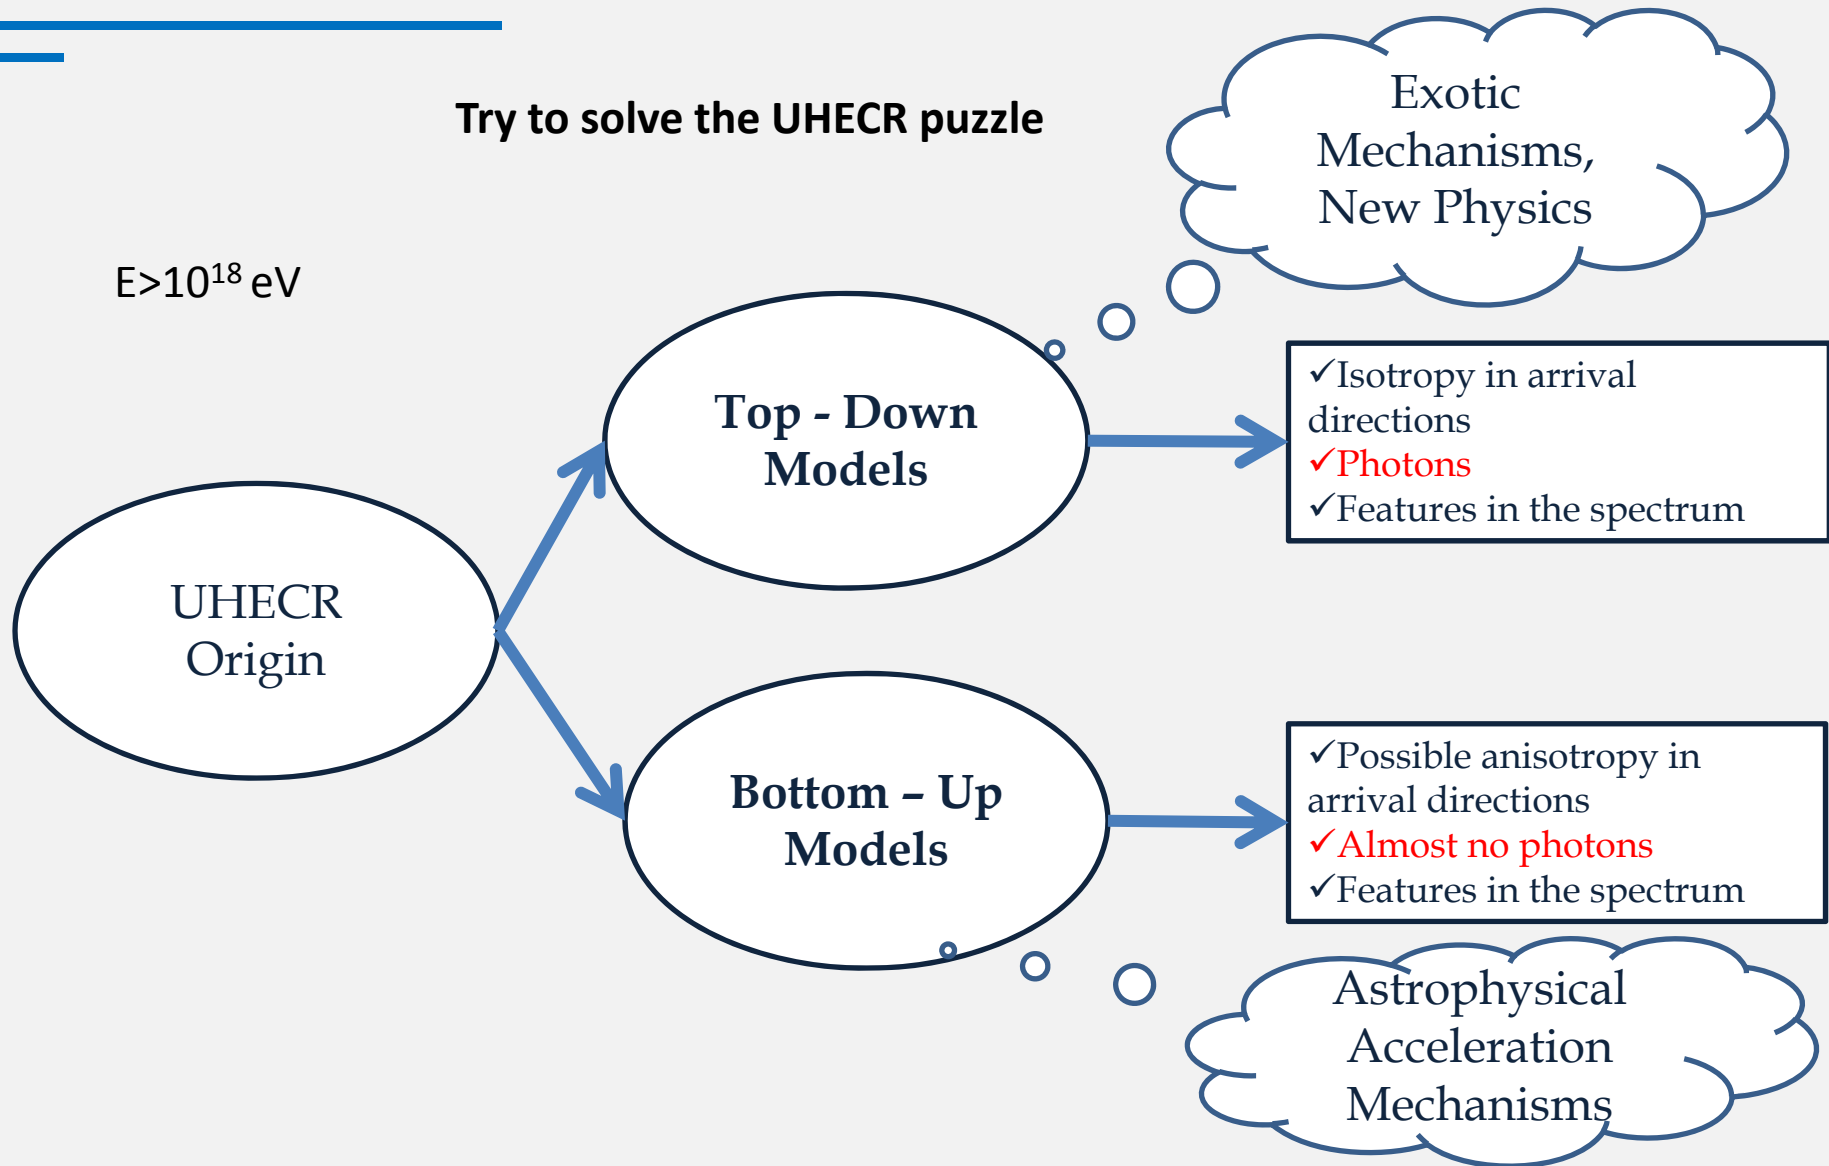 Try to solve the UHECR puzzle
E>10¹⁸ eV
Exotic
Mechanisms,
New Physics
Top - Down
Models
✓Isotropy in arrival
directions
✓Photons
✓Features in the spectrum
UHECR
Origin
Bottom – Up
Models
✓Possible anisotropy in
arrival directions
✓Almost no photons
✓Features in the spectrum
Astrophysical
Acceleration
Mechanisms